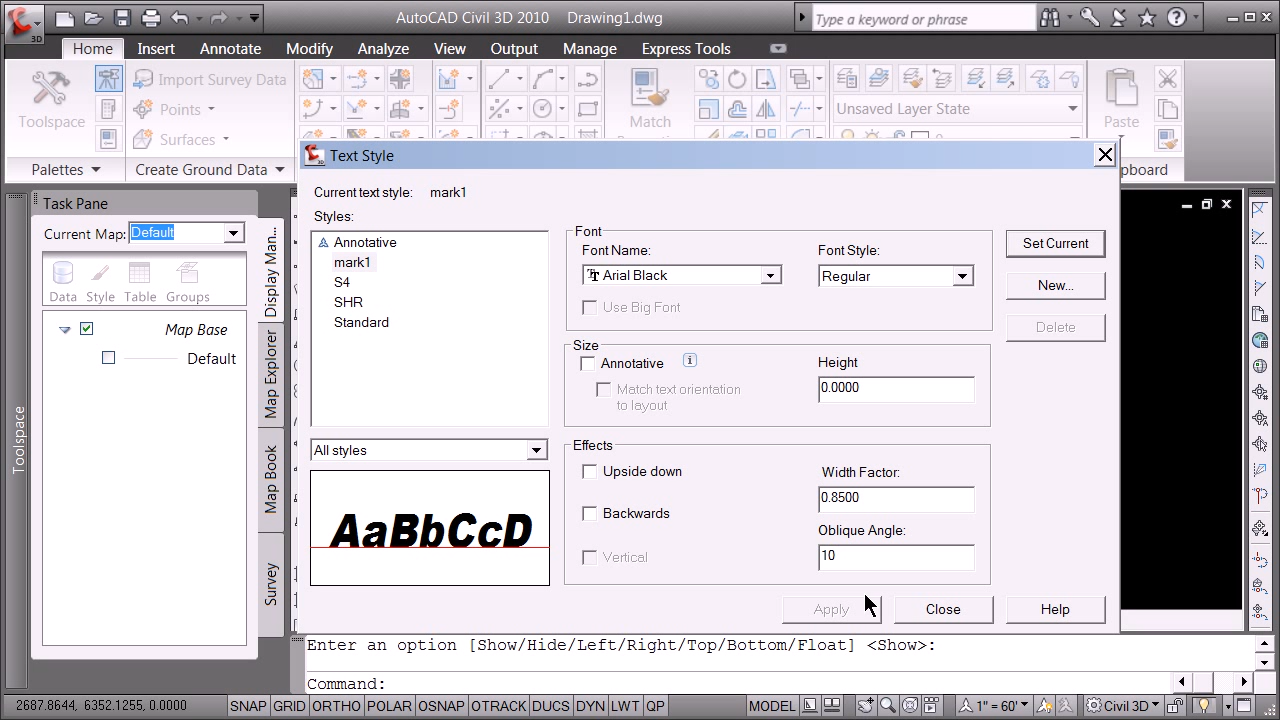 AutoCAD Civil 3D 2010 Drawing1.dwg
Type a keyword or phrase
3D
Home Insert Annotate Modify Analyze View Output Manage Express Tools
Toolspace
Import Survey Data
Points
Surfaces
Match
Unsaved Layer State
Paste
Palettes
Create Ground Data
pboard
Text Style
Current text style: mark1
Styles:
Annotative
mark1
S4
SHR
Standard
All styles
AaBbCcD
Font
Font Name:
Arial Black
Use Big Font
Font Style:
Regular
Size
Annotative
Match text orientation
to layout
Height
0.0000
Effects
Upside down
Backwards
Vertical
Width Factor:
0.8500
Oblique Angle:
10
Set Current
New...
Delete
Apply
Close
Help
Task Pane
Current Map: Default
Data Style Table Groups
Map Base
Default
Display Man...
Map Explorer
Map Book
Survey
Toolspace
Enter an option [Show/Hide/Left/Right/Top/Bottom/Float] <Show>:
Command:
2687.8644, 6352.1255, 0.0000
SNAP GRID ORTHO POLAR OSNAP OTRACK DUCS DYN LWT QP
MODEL
1" = 60'
Civil 3D